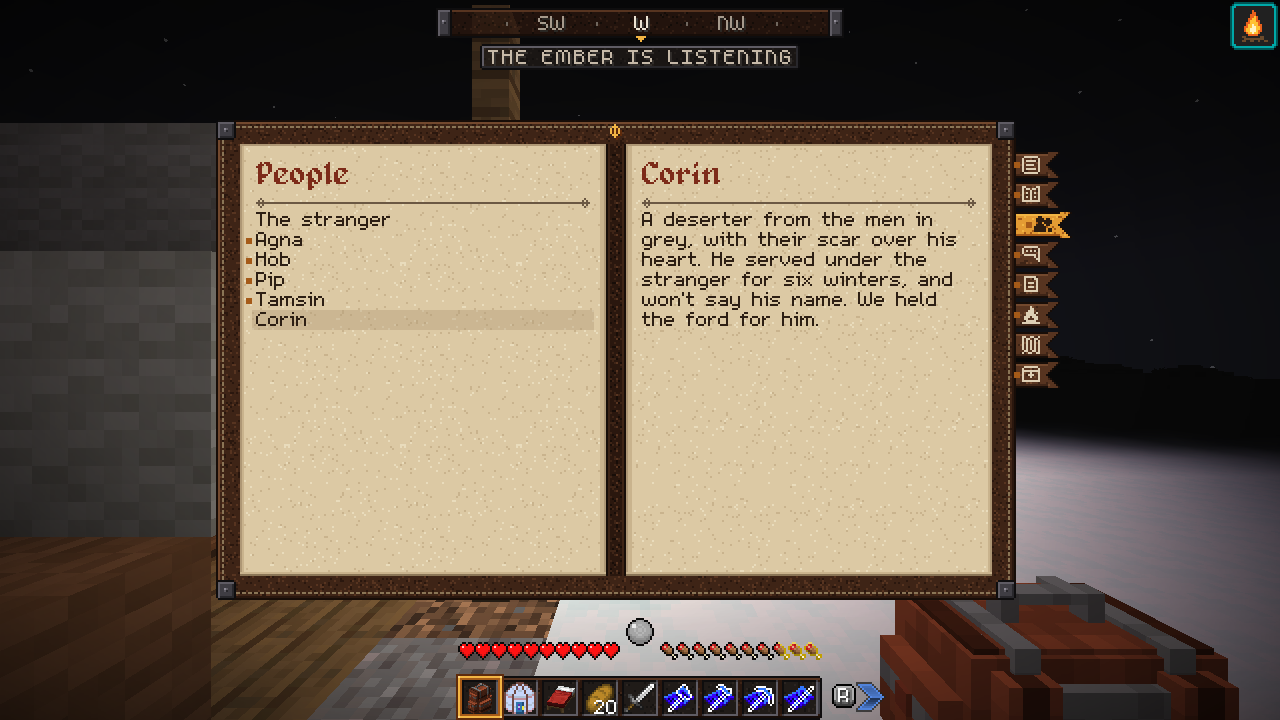 SW
W
NW
THE EMBER IS LISTENING
People
The stranger
Agna
Hob
Pip
Tamsin
Corin
Corin
A deserter from the men in
grey, with their scar over his
heart. He served under the
stranger for six winters, and
won't say his name. We held
the ford for him.
20
R